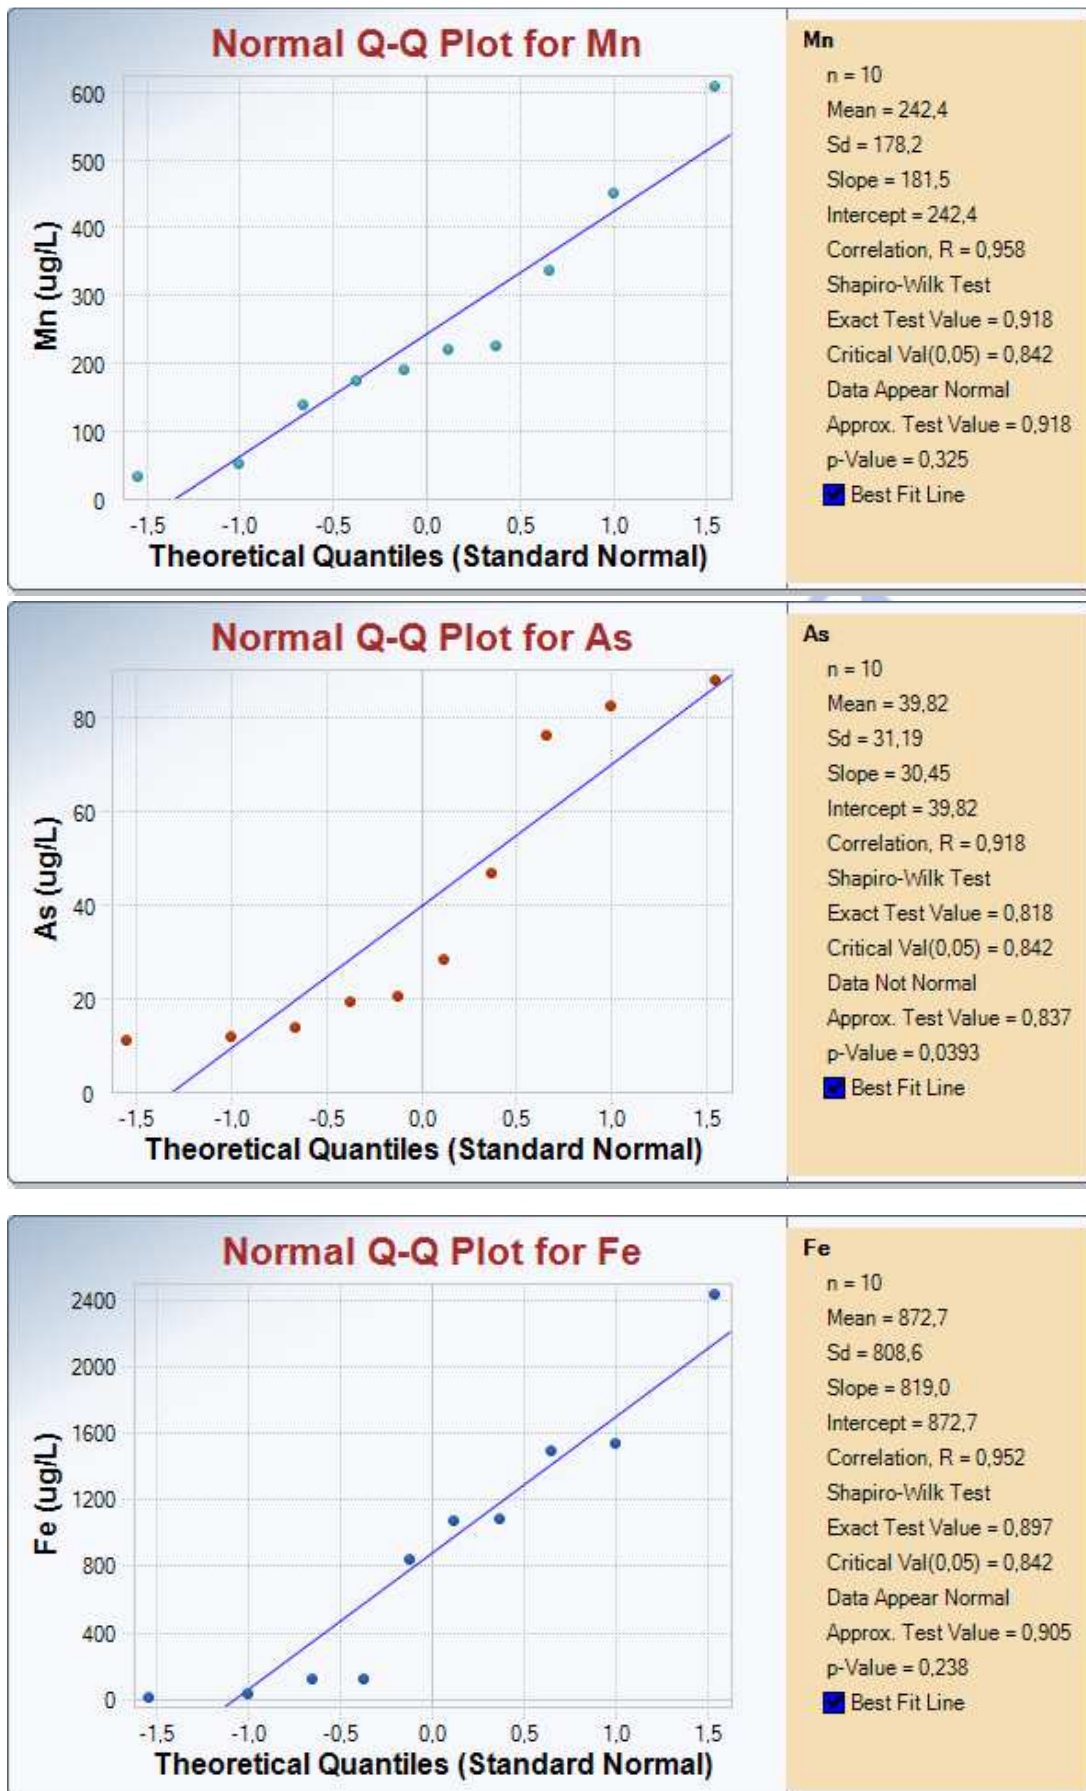 Normal Q-Q Plot for Mn
Mn (ug/L)
600
500
400
300
200
100
0
-1,5 -1,0 -0,5 0,0 0,5 1,0 1,5
Theoretical Quantiles (Standard Normal)
Mn
n = 10
Mean = 242,4
Sd = 178,2
Slope = 181,5
Intercept = 242,4
Correlation, R = 0,958
Shapiro-Wilk Test
Exact Test Value = 0,918
Critical Val(0,05) = 0,842
Data Appear Normal
Approx. Test Value = 0,918
p-Value = 0,325
Best Fit Line
Normal Q-Q Plot for As
As (ug/L)
80
60
40
20
0
-1,5 -1,0 -0,5 0,0 0,5 1,0 1,5
Theoretical Quantiles (Standard Normal)
As
n = 10
Mean = 39,82
Sd = 31,19
Slope = 30,45
Intercept = 39,82
Correlation, R = 0,918
Shapiro-Wilk Test
Exact Test Value = 0,818
Critical Val(0,05) = 0,842
Data Not Normal
Approx. Test Value = 0,837
p-Value = 0,0393
Best Fit Line
Normal Q-Q Plot for Fe
Fe (ug/L)
2400
2000
1600
1200
800
400
0
-1,5 -1,0 -0,5 0,0 0,5 1,0 1,5
Theoretical Quantiles (Standard Normal)
Fe
n = 10
Mean = 872,7
Sd = 808,6
Slope = 819,0
Intercept = 872,7
Correlation, R = 0,952
Shapiro-Wilk Test
Exact Test Value = 0,897
Critical Val(0,05) = 0,842
Data Appear Normal
Approx. Test Value = 0,905
p-Value = 0,238
Best Fit Line